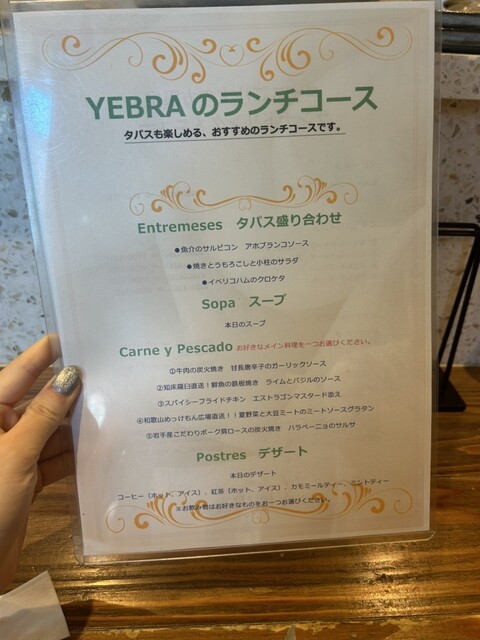 YEBRAのランチコース
タパスも楽しめる、おすすめのランチコースです。
Entremeses タパス盛り合わせ
●魚介のサルピコン アホブランコソース
●焼きとうもろこしと小柱のサラダ
●イベリコハムのクロケタ
Sopa スープ
本日のスープ
Carne y Pescado お好きなメイン料理を一つお選びください。
①牛肉の炭火焼き 甘長唐辛子のガーリックソース
②知床羅臼直送！鮮魚の鉄板焼き ライムとバジルのソース
③スパイシーフライドチキン エストラゴンマスタード添え
④和歌山めっけもん広場直送！！夏野菜と大豆ミートのミートソースグラタン
⑤岩手産こだわりポーク肩ロースの炭火焼き ハラペーニョのサルサ
Postres デザート
本日のデザート
コーヒー（ホット、アイス）、紅茶（ホット、アイス）、カモミールティー、ミントティー
※お飲み物はお好きなものをお一つお選びください。